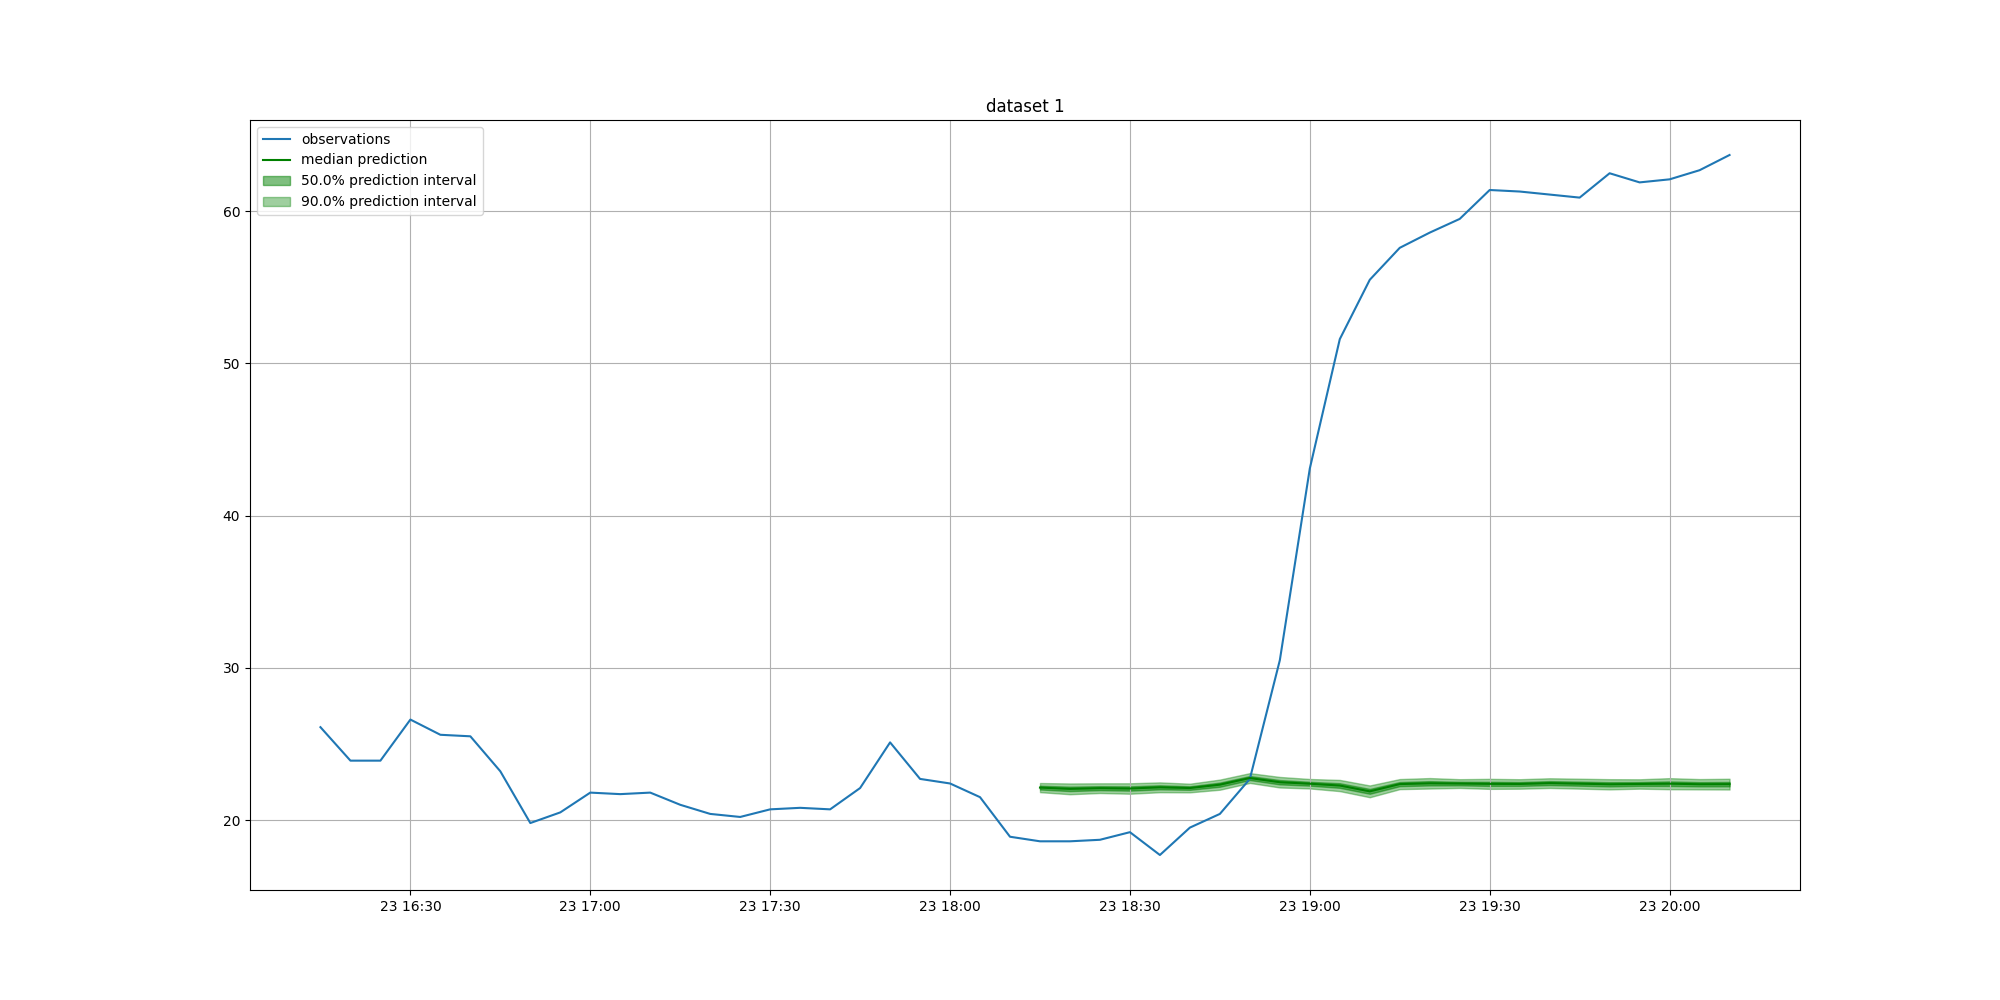 dataset 1
observations
median prediction
50.0% prediction interval
90.0% prediction interval
60
50
40
30
20
23 16:30 23 17:00 23 17:30 23 18:00 23 18:30 23 19:00 23 19:30 23 20:00